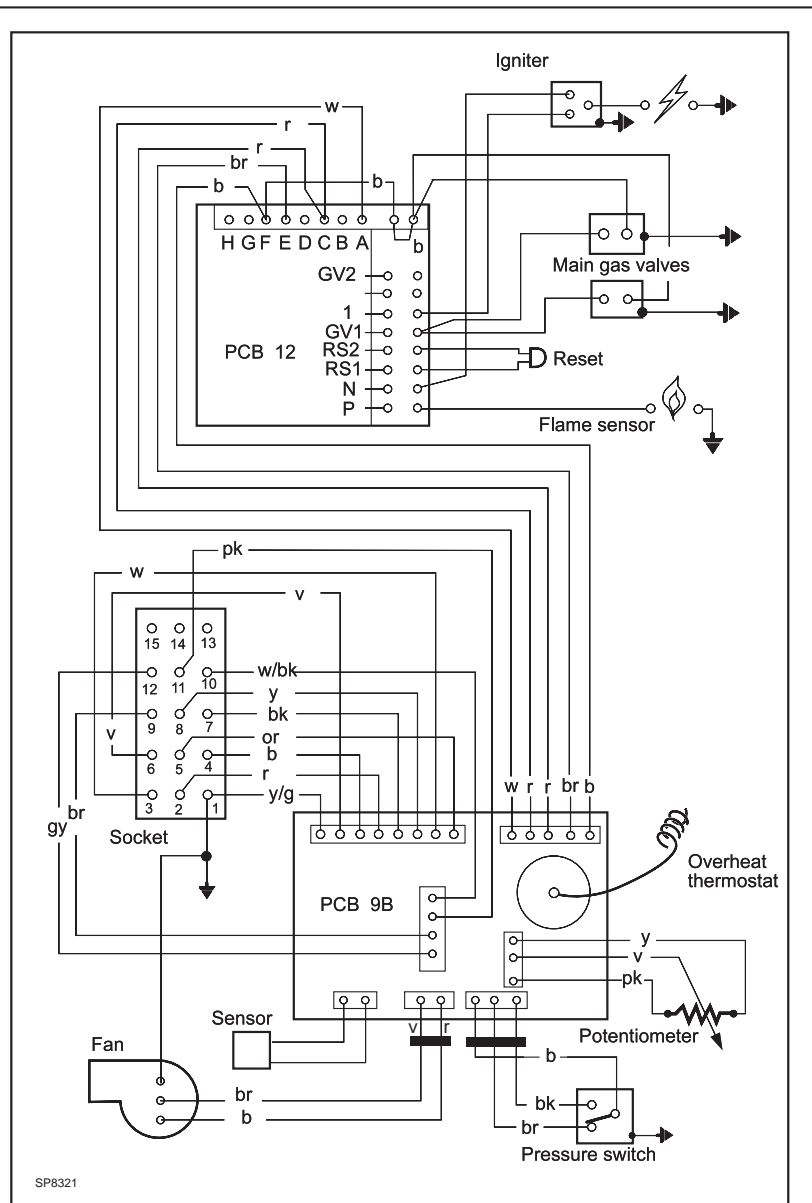 Igniter
w
r
r
br
b
b
H G F E D C B A
b
GV2
1
GV1
RS2
RS1
N
P
PCB 12
Main gas valves
Reset
Flame sensor
pk
w
v
15 14 13
w/bk
12 11 10
y
bk
9 8 7
v
or
b
6 5 4
r
y/g
3 2 1
br
gy
Socket
w r r br b
Overheat
thermostat
PCB 9B
y
v
pk
Potentiometer
Sensor
v r
Fan
b
br
b
bk
br
Pressure switch
SP8321